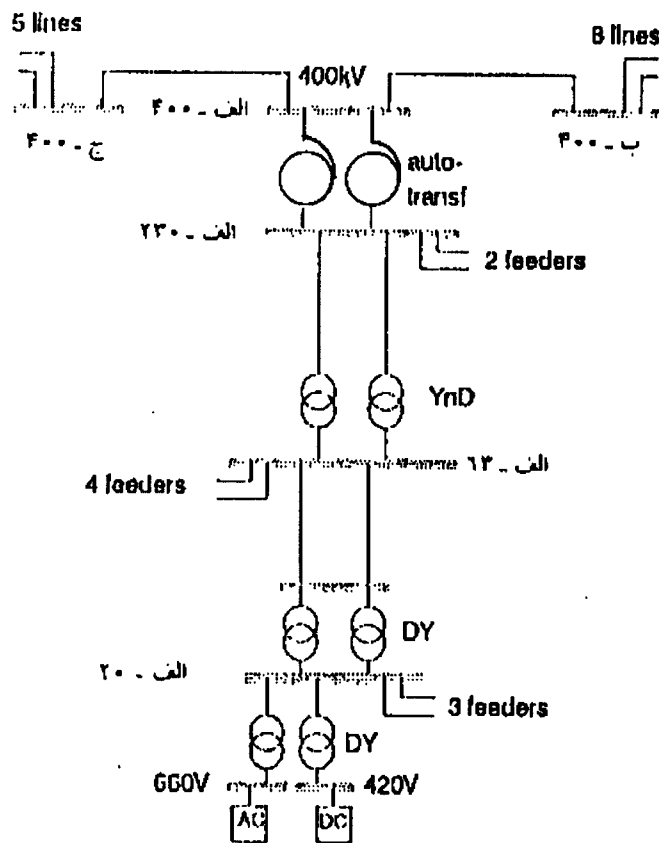 5 lines
8 lines
400kV
الف - ۴۰۰
ج - ۴۰۰
ب - ۴۰۰
auto-
transf
الف - ۲۳۰
2 feeders
YnD
الف - ۶۳
4 feeders
DY
الف - ۲۰
3 feeders
DY
660V
420V
AC
DC